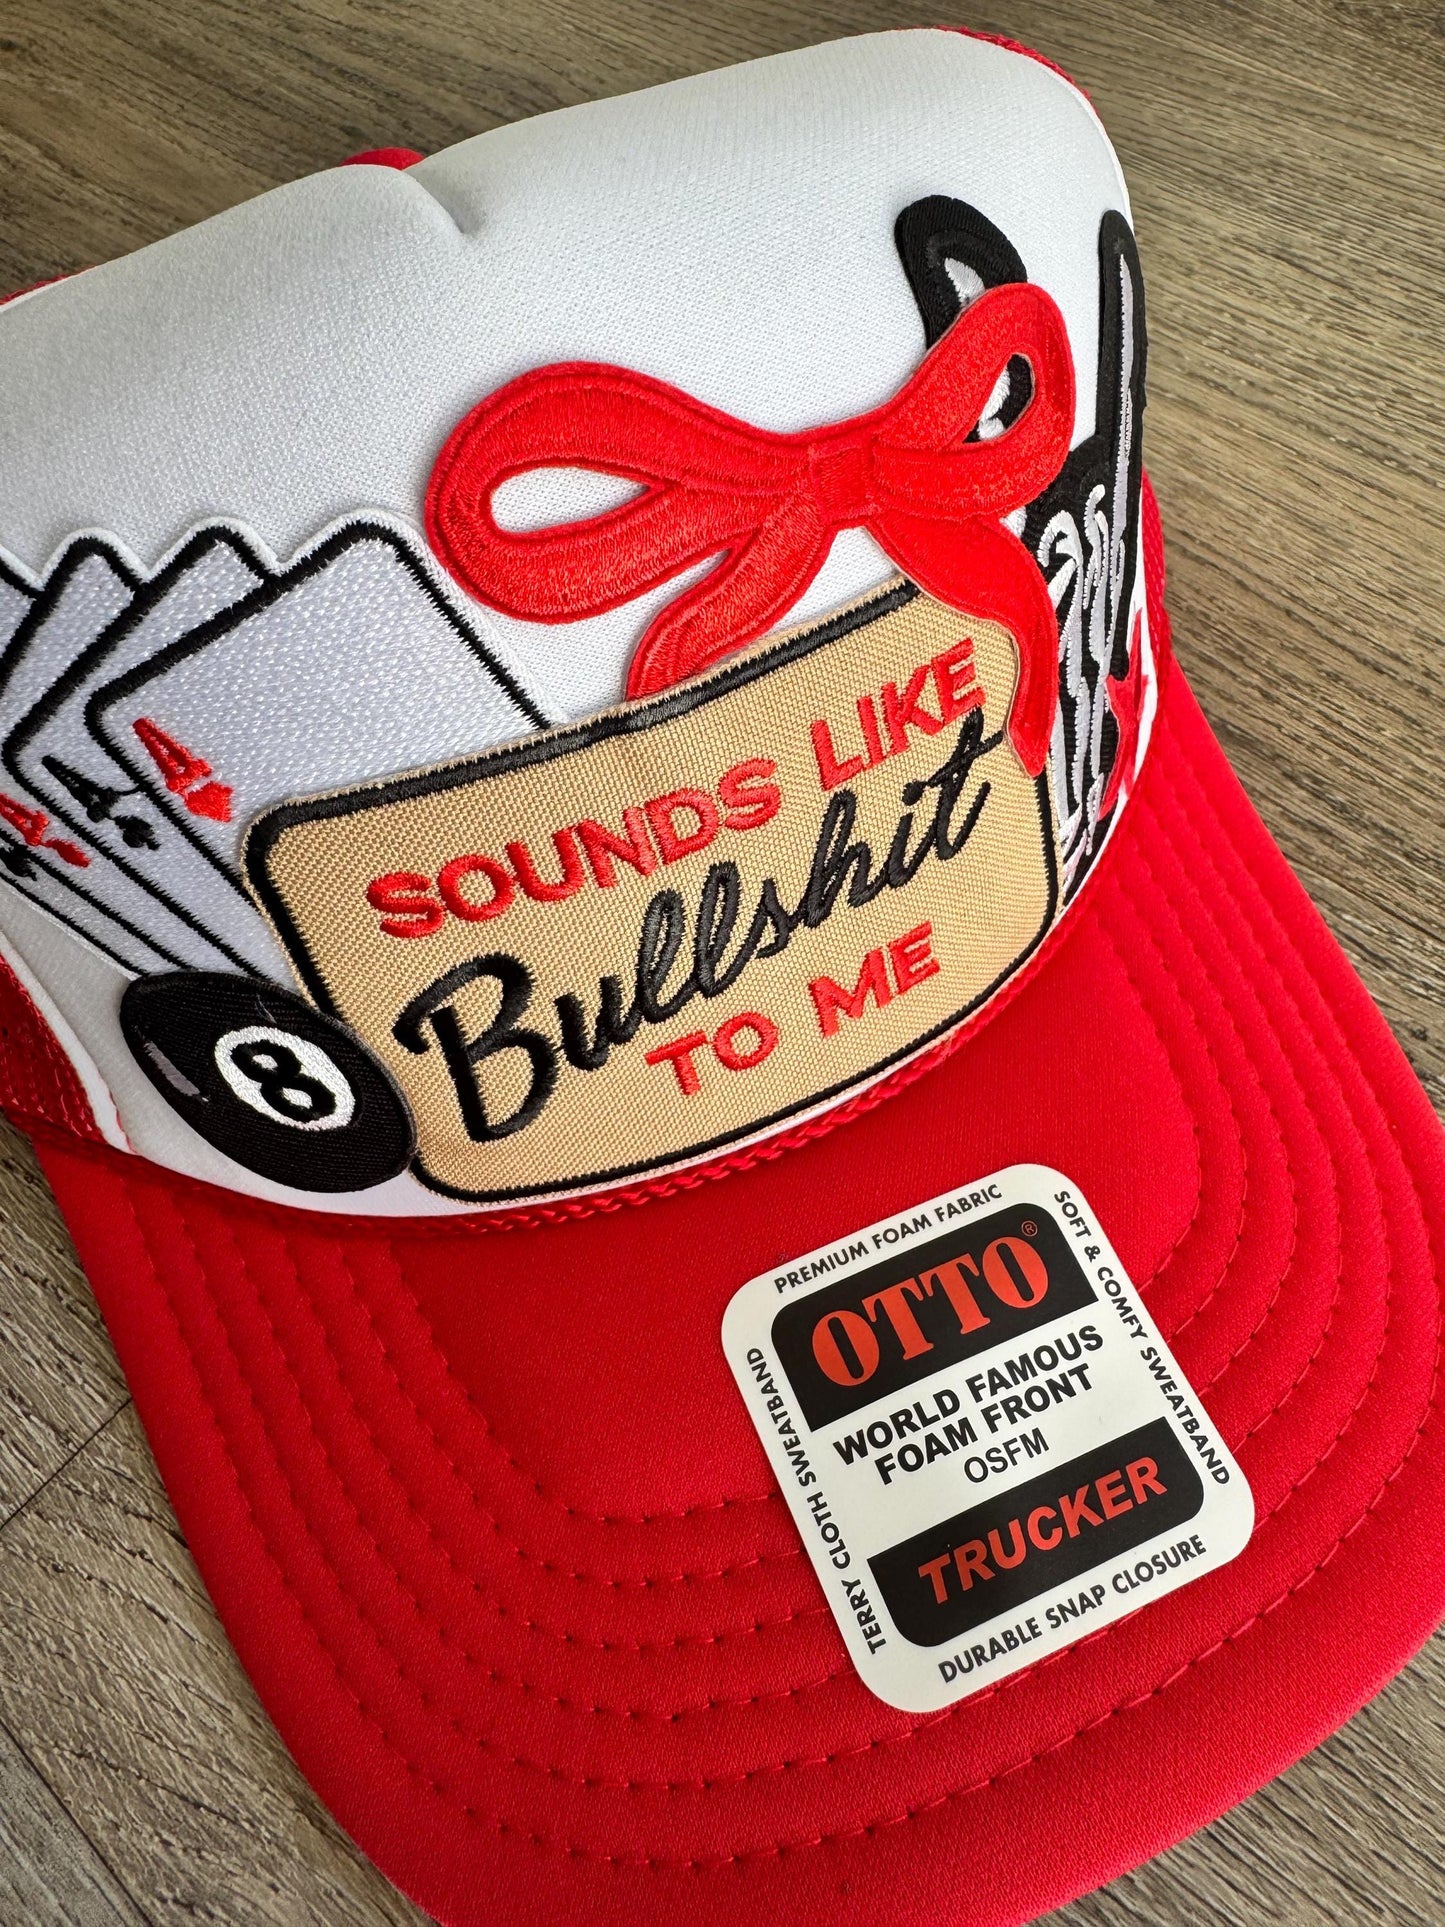 A
A
A
SOUNDS LIKE
Bullshit
TO ME
8
PREMIUM FOAM FABRIC
SOFT & COMFY SWEATBAND
TERRY CLOTH SWEATBAND
OTTO®
WORLD FAMOUS
FOAM FRONT
OSFM
TRUCKER
DURABLE SNAP CLOSURE